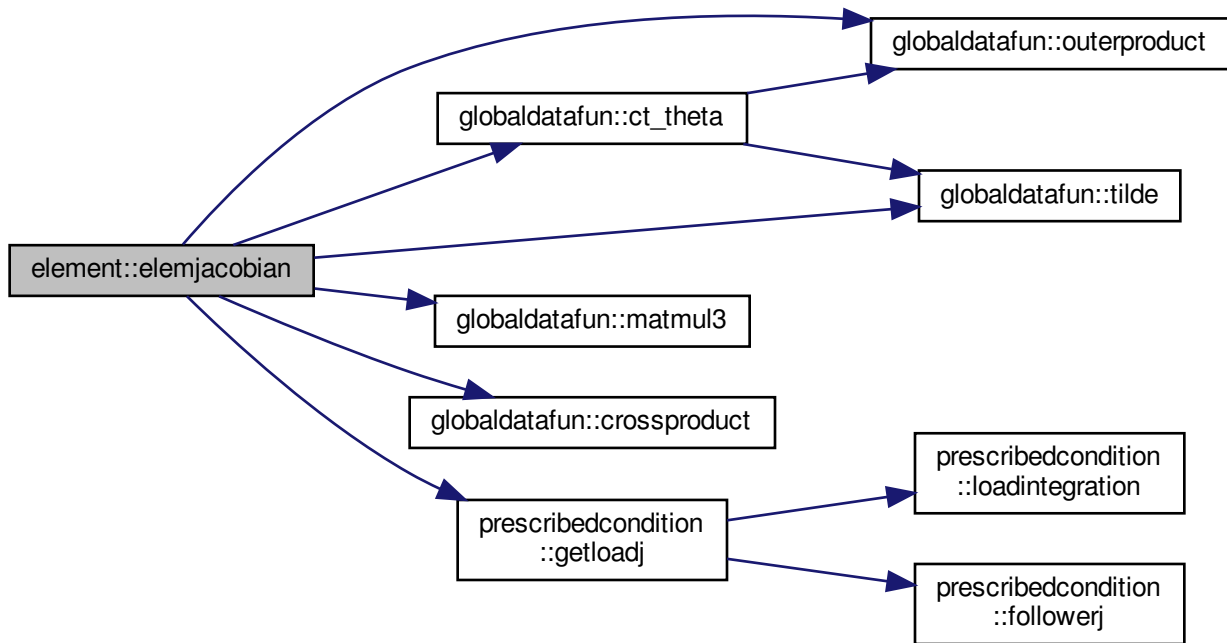 globaldatafun::outerproduct
globaldatafun::ct_theta
globaldatafun::tilde
element::elemjacobian
globaldatafun::matmul3
globaldatafun::crossproduct
prescribedcondition
::loadintegration
prescribedcondition
::getloadj
prescribedcondition
::followerj